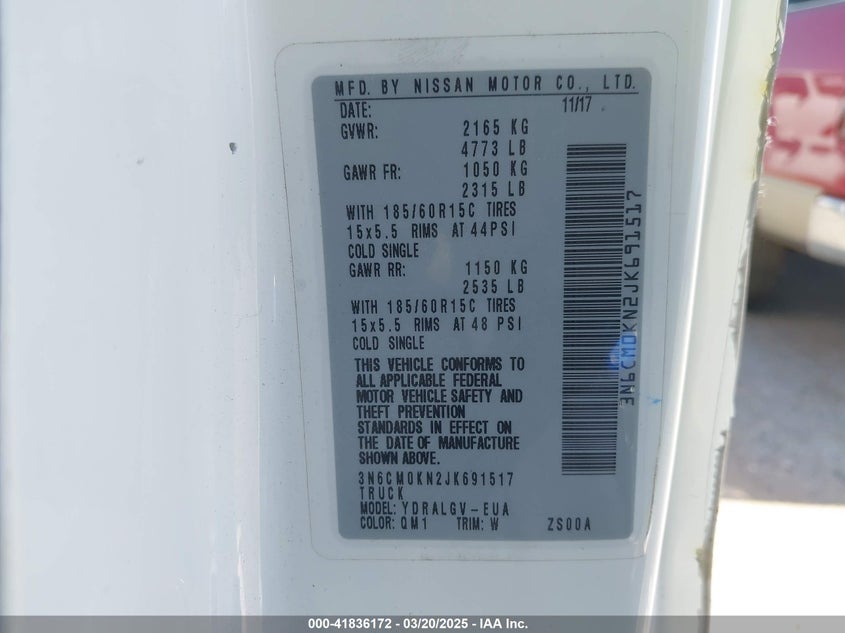 MFD. BY NISSAN MOTOR CO., LTD.
DATE: 11/17
GVWR: 2165 KG
4773 LB
GAWR FR: 1050 KG
2315 LB
WITH 185/60R15C TIRES
15x5.5 RIMS AT 44PSI
COLD SINGLE
GAWR RR: 1150 KG
2535 LB
WITH 185/60R15C TIRES
15x5.5 RIMS AT 48 PSI
COLD SINGLE
THIS VEHICLE CONFORMS TO
ALL APPLICABLE FEDERAL
MOTOR VEHICLE SAFETY AND
THEFT PREVENTION
STANDARDS IN EFFECT ON
THE DATE OF MANUFACTURE
SHOWN ABOVE.
3N6CM0KN2JK691517
TRUCK
MODEL: YDRALGV-EUA
COLOR: QM1 TRIM: W ZS00A
3N6CM0KN2JK691517
000-41836172 — 03/20/2025 — IAA Inc.